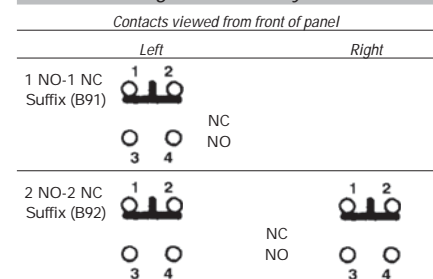 Contacts viewed from front of panel
Left Right
1 NO-1 NC
Suffix (B91)
1 2
NC
NO
3 4
2 NO-2 NC
Suffix (B92)
1 2 1 2
NC
NO
3 4 3 4